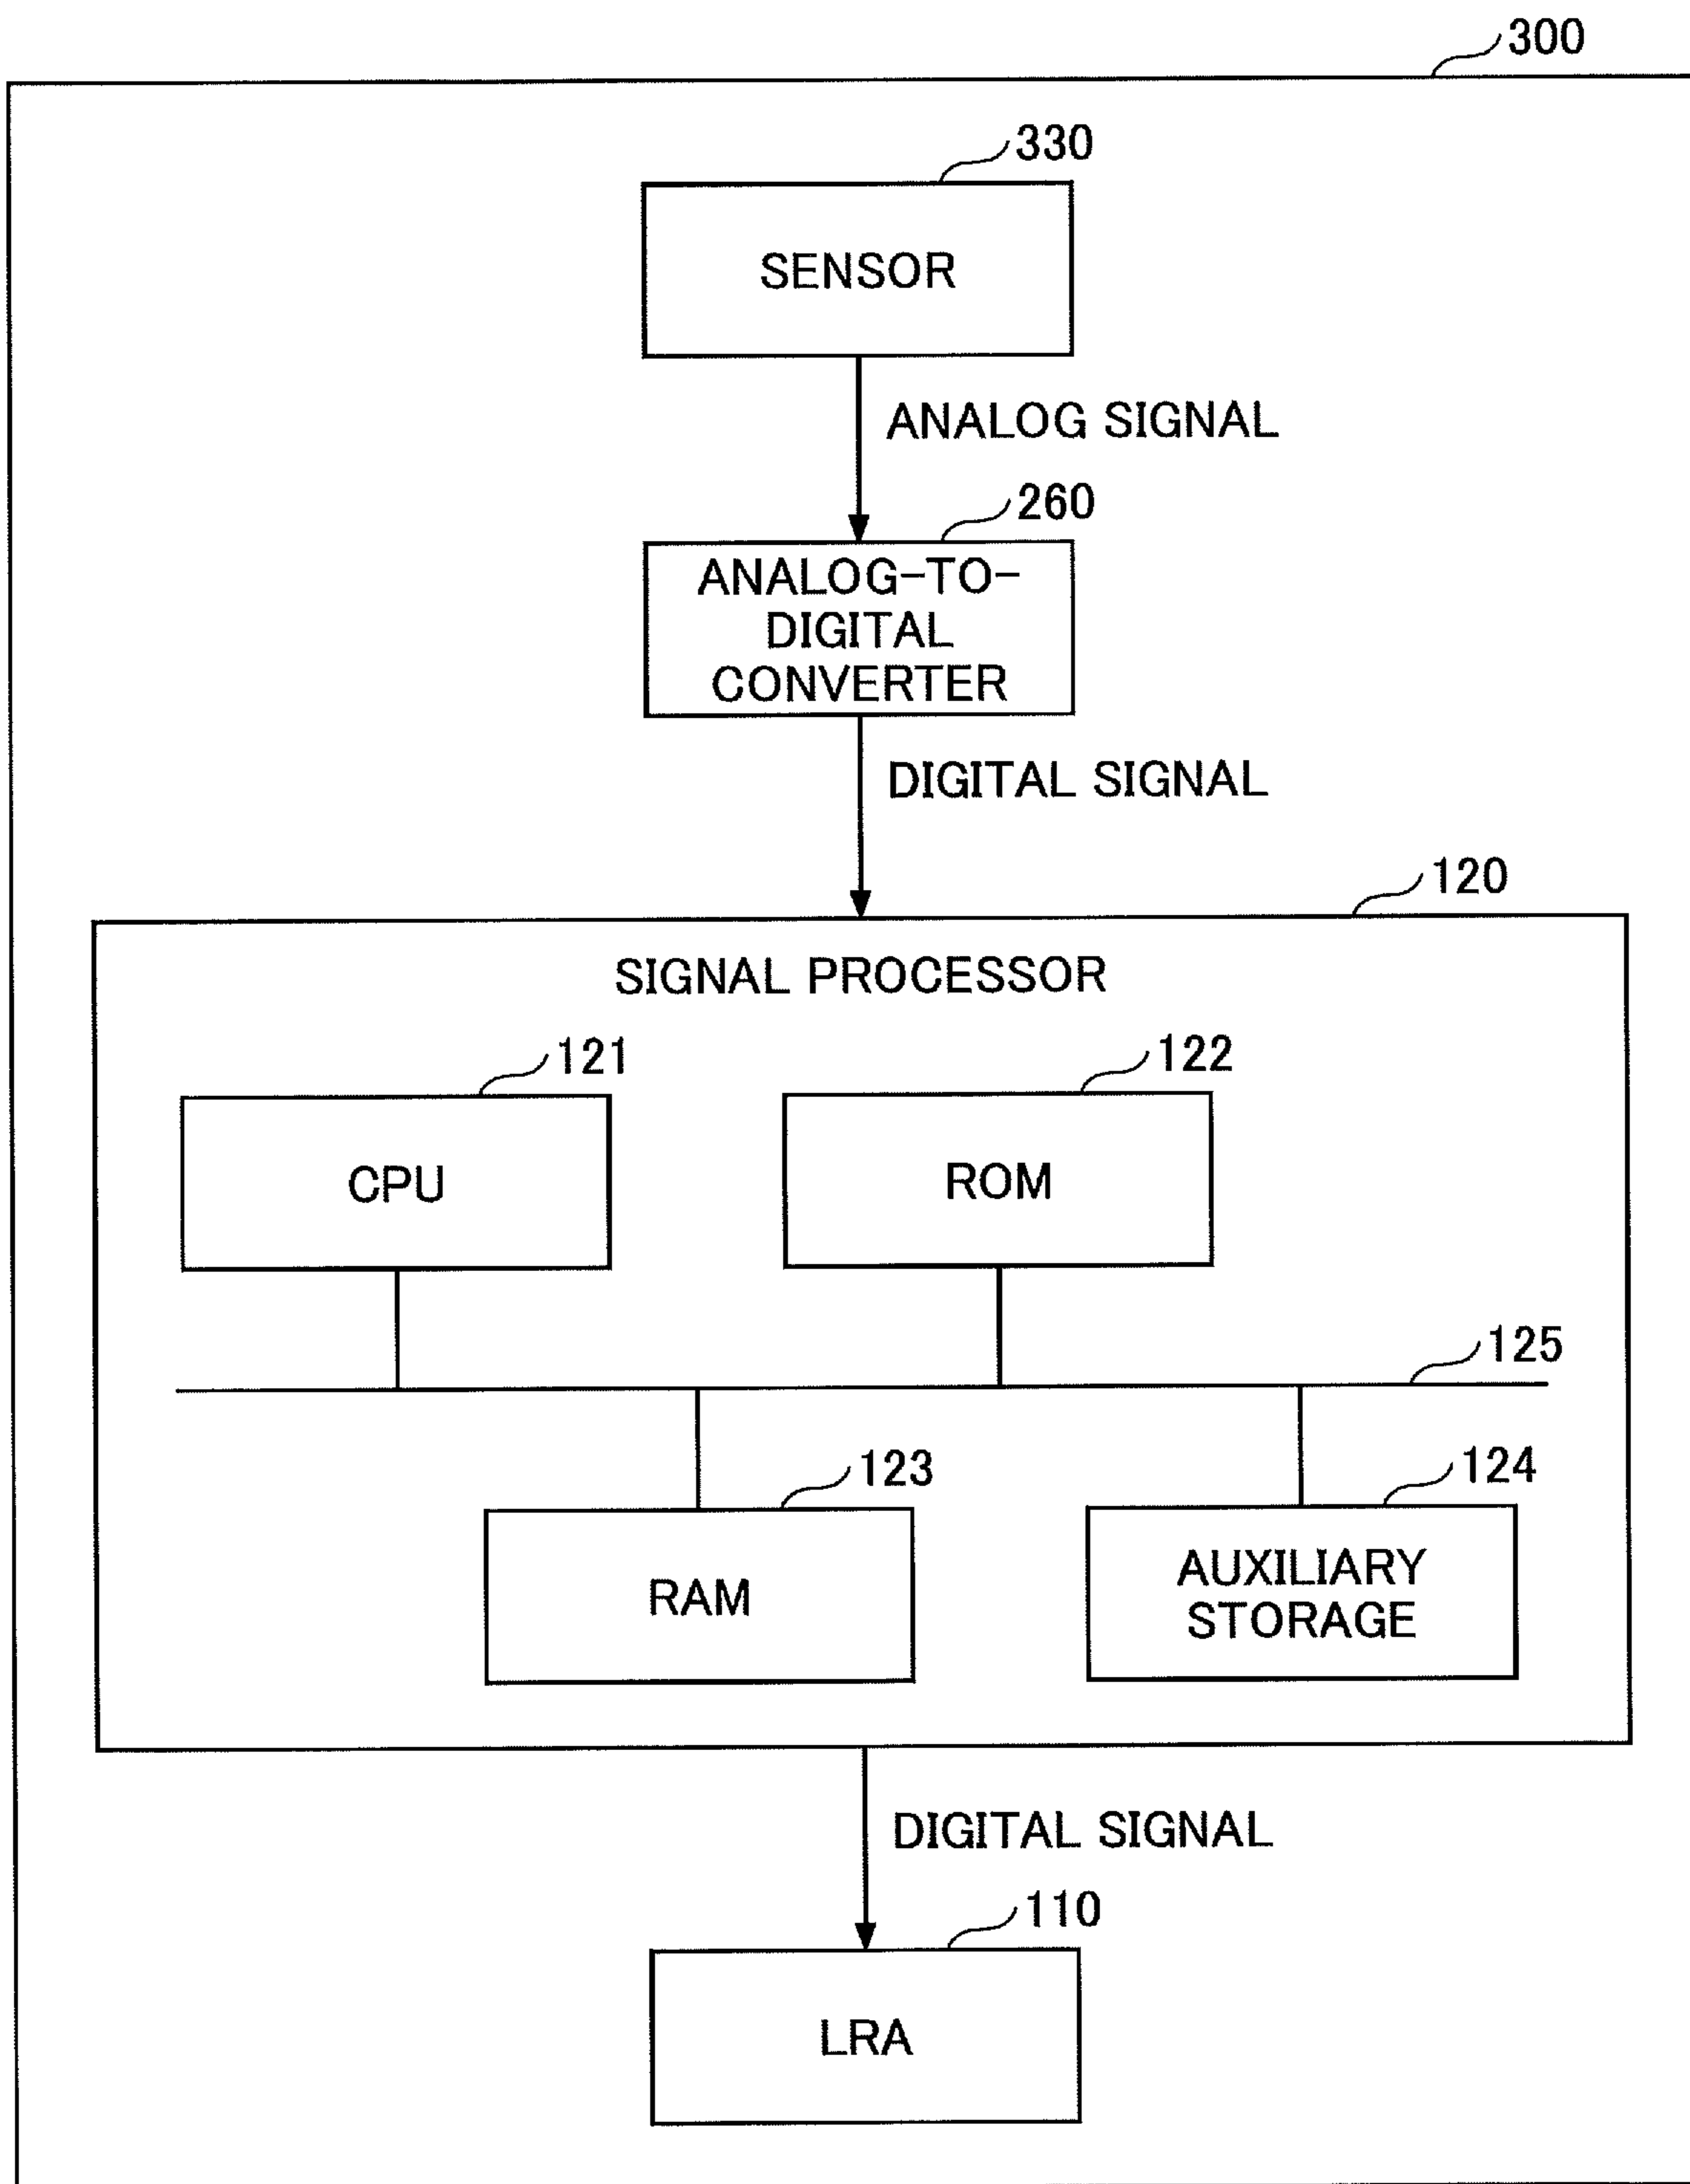 300
330
SENSOR
ANALOG SIGNAL
260
ANALOG-TO-
DIGITAL
CONVERTER
DIGITAL SIGNAL
120
SIGNAL PROCESSOR
121
122
CPU
ROM
125
123
124
RAM
AUXILIARY
STORAGE
DIGITAL SIGNAL
110
LRA